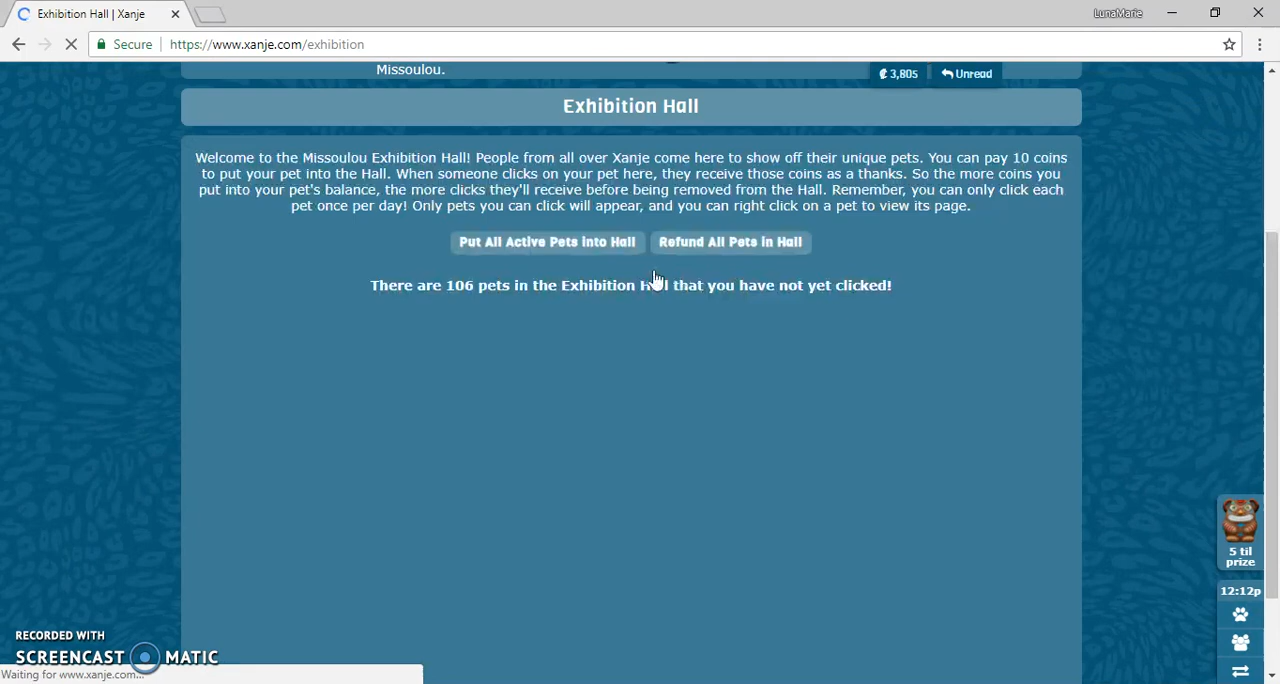 Exhibition Hall | Xanje
LunaMarie
Secure
https://www.xanje.com/exhibition
Missoulou.
3,805
Unread
Exhibition Hall
Welcome to the Missoulou Exhibition Hall! People from all over Xanje come here to show off their unique pets. You can pay 10 coins
to put your pet into the Hall. When someone clicks on your pet here, they receive those coins as a thanks. So the more coins you
put into your pet's balance, the more clicks they'll receive before being removed from the Hall. Remember, you can only click each
pet once per day! Only pets you can click will appear, and you can right click on a pet to view its page.
Put All Active Pets into Hall
Refund All Pets in Hall
There are 106 pets in the Exhibition Hall that you have not yet clicked!
5 til
prize
12:12p
RECORDED WITH
SCREENCAST MATIC
Waiting for www.xanje.com...